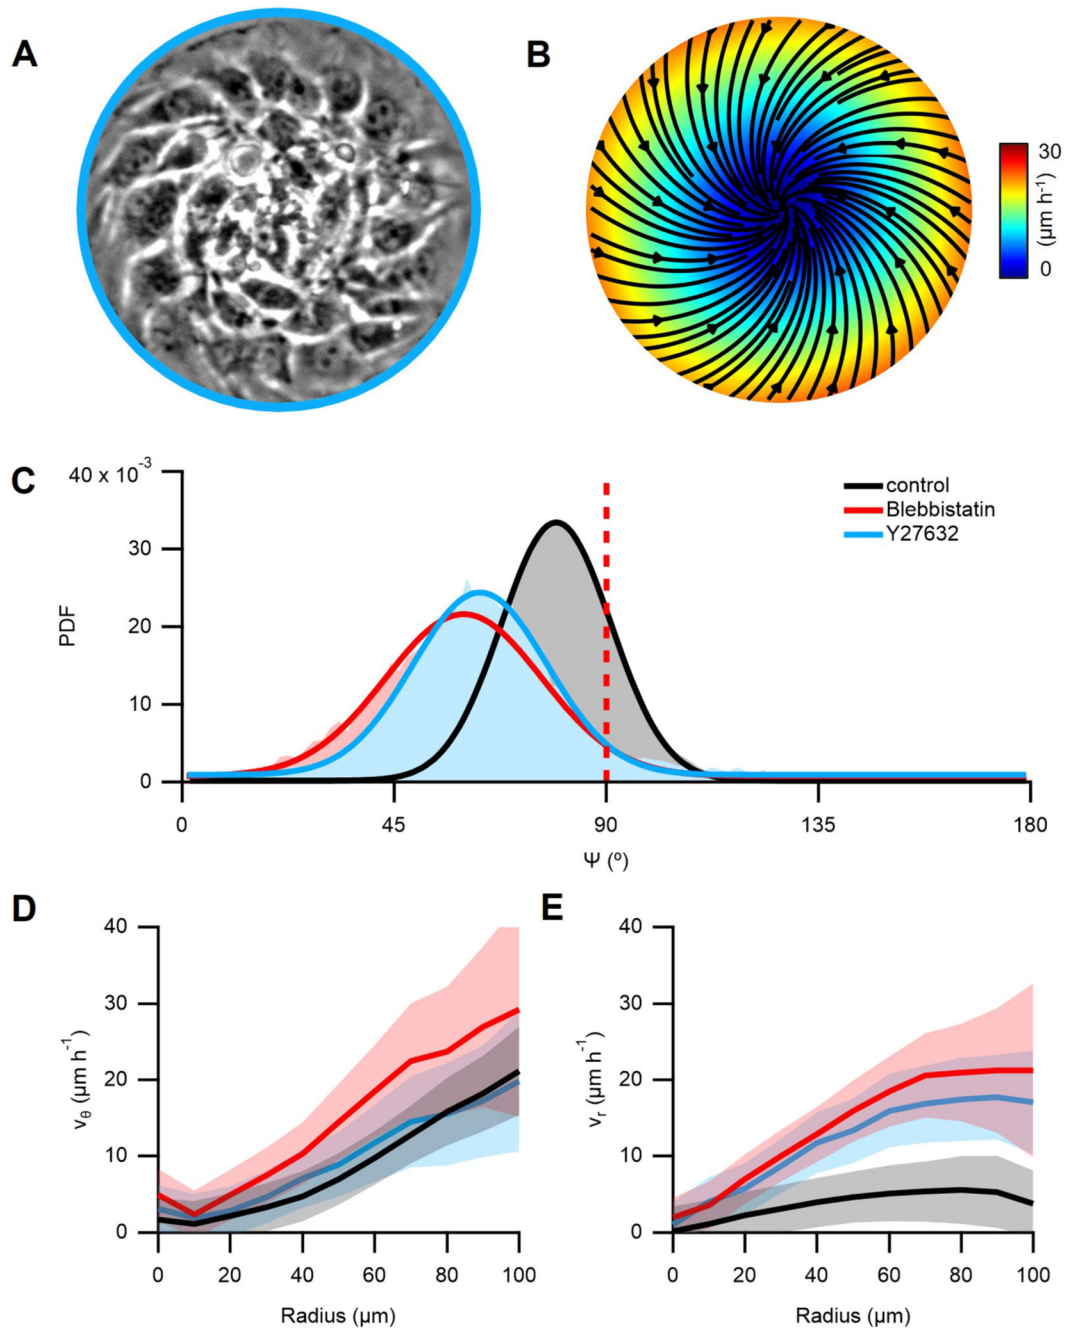 A
B
30
(µm h⁻¹)
0
C
40 x 10⁻³
30
20
10
0
PDF
control
Blebbistatin
Y27632
0
45
90
135
180
Ψ (º)
D
40
30
20
10
0
vθ (µm h⁻¹)
0
20
40
60
80
100
Radius (µm)
E
40
30
20
10
0
vr (µm h⁻¹)
0
20
40
60
80
100
Radius (µm)